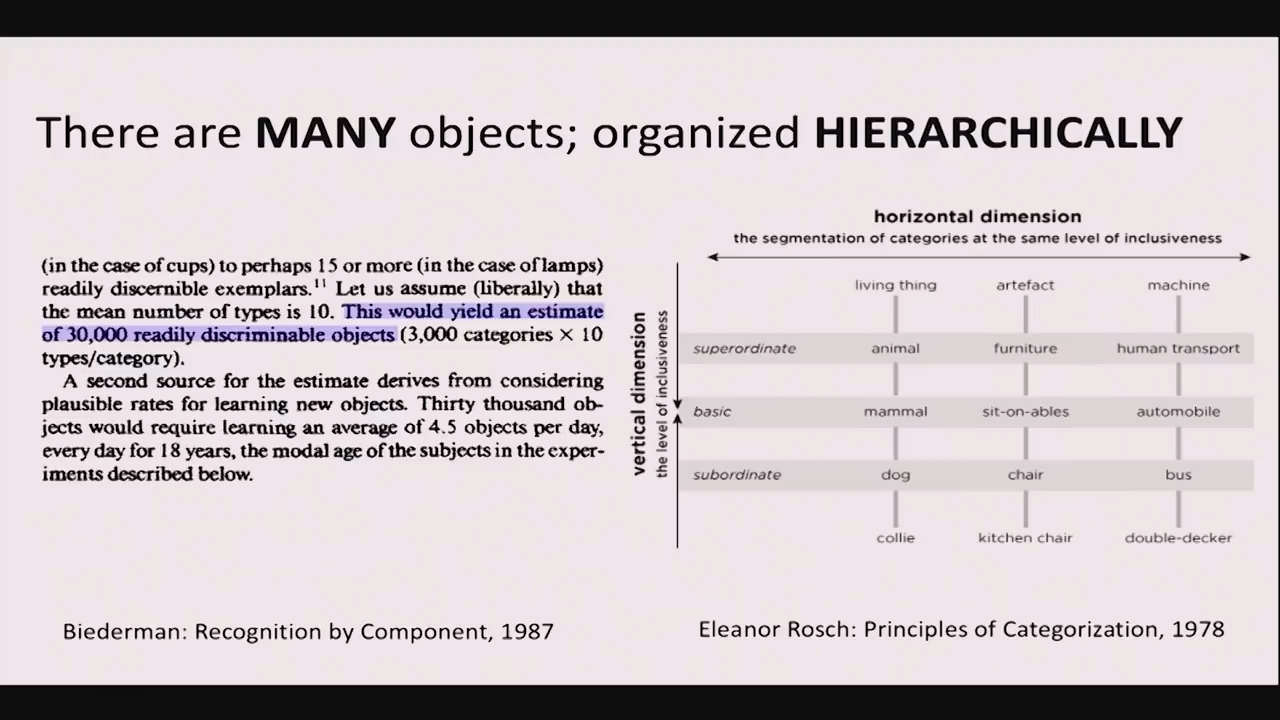 There are MANY objects; organized HIERARCHICALLY
(in the case of cups) to perhaps 15 or more (in the case of lamps)
readily discernible exemplars.¹¹ Let us assume (liberally) that
the mean number of types is 10. This would yield an estimate
of 30,000 readily discriminable objects (3,000 categories × 10
types/category).
A second source for the estimate derives from considering
plausible rates for learning new objects. Thirty thousand ob-
jects would require learning an average of 4.5 objects per day,
every day for 18 years, the modal age of the subjects in the exper-
iments described below.
Biederman: Recognition by Component, 1987
horizontal dimension
the segmentation of categories at the same level of inclusiveness
vertical dimension
the level of inclusiveness
living thing artefact machine
superordinate animal furniture human transport
basic mammal sit-on-ables automobile
subordinate dog chair bus
collie kitchen chair double-decker
Eleanor Rosch: Principles of Categorization, 1978